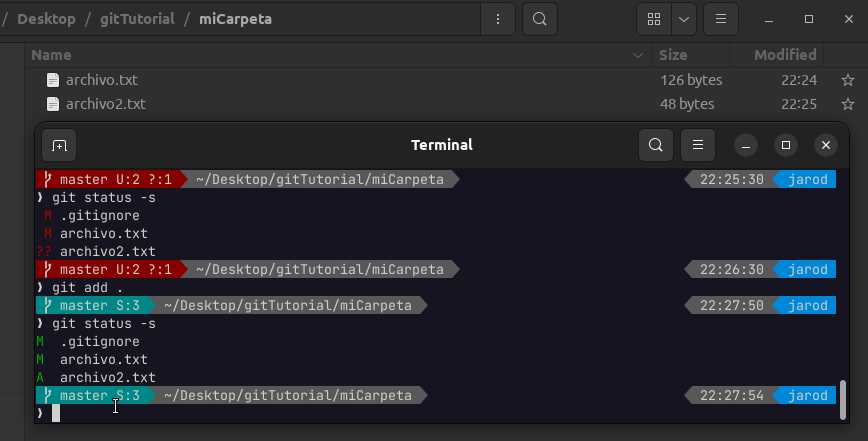 / Desktop / gitTutorial / miCarpeta
Name Size Modified
archivo.txt 126 bytes 22:24
archivo2.txt 48 bytes 22:25
Terminal
master U:2 ?:1 ~/Desktop/gitTutorial/miCarpeta 22:25:30 jarod
❯ git status -s
 M .gitignore
 M archivo.txt
?? archivo2.txt
master U:2 ?:1 ~/Desktop/gitTutorial/miCarpeta 22:26:30 jarod
❯ git add .
master S:3 ~/Desktop/gitTutorial/miCarpeta 22:27:50 jarod
❯ git status -s
M  .gitignore
M  archivo.txt
A  archivo2.txt
master S:3 ~/Desktop/gitTutorial/miCarpeta 22:27:54 jarod
❯